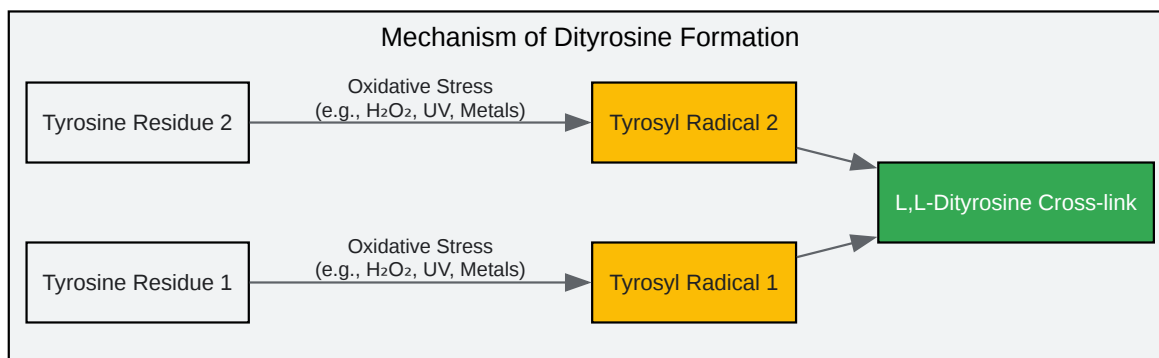 Mechanism of Dityrosine Formation
Tyrosine Residue 2
Oxidative Stress
(e.g., H₂O₂, UV, Metals)
Tyrosyl Radical 2
L,L-Dityrosine Cross-link
Tyrosine Residue 1
Oxidative Stress
(e.g., H₂O₂, UV, Metals)
Tyrosyl Radical 1